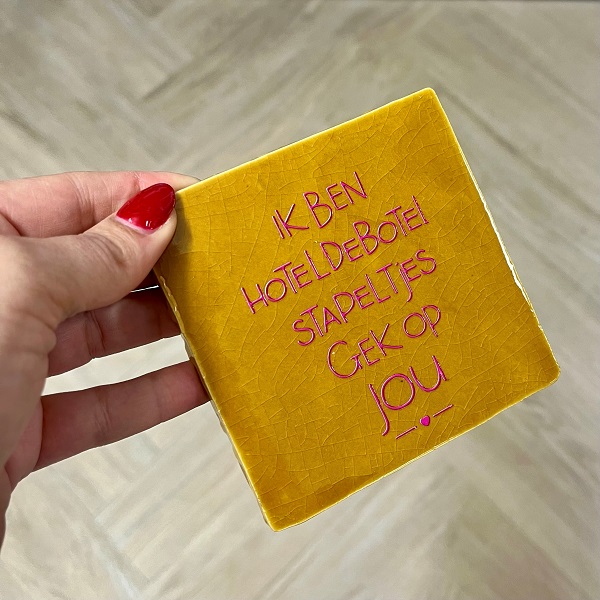 IK BEN
HOTELDEBOTEl
STAPELTJES
GEK OP
JOU